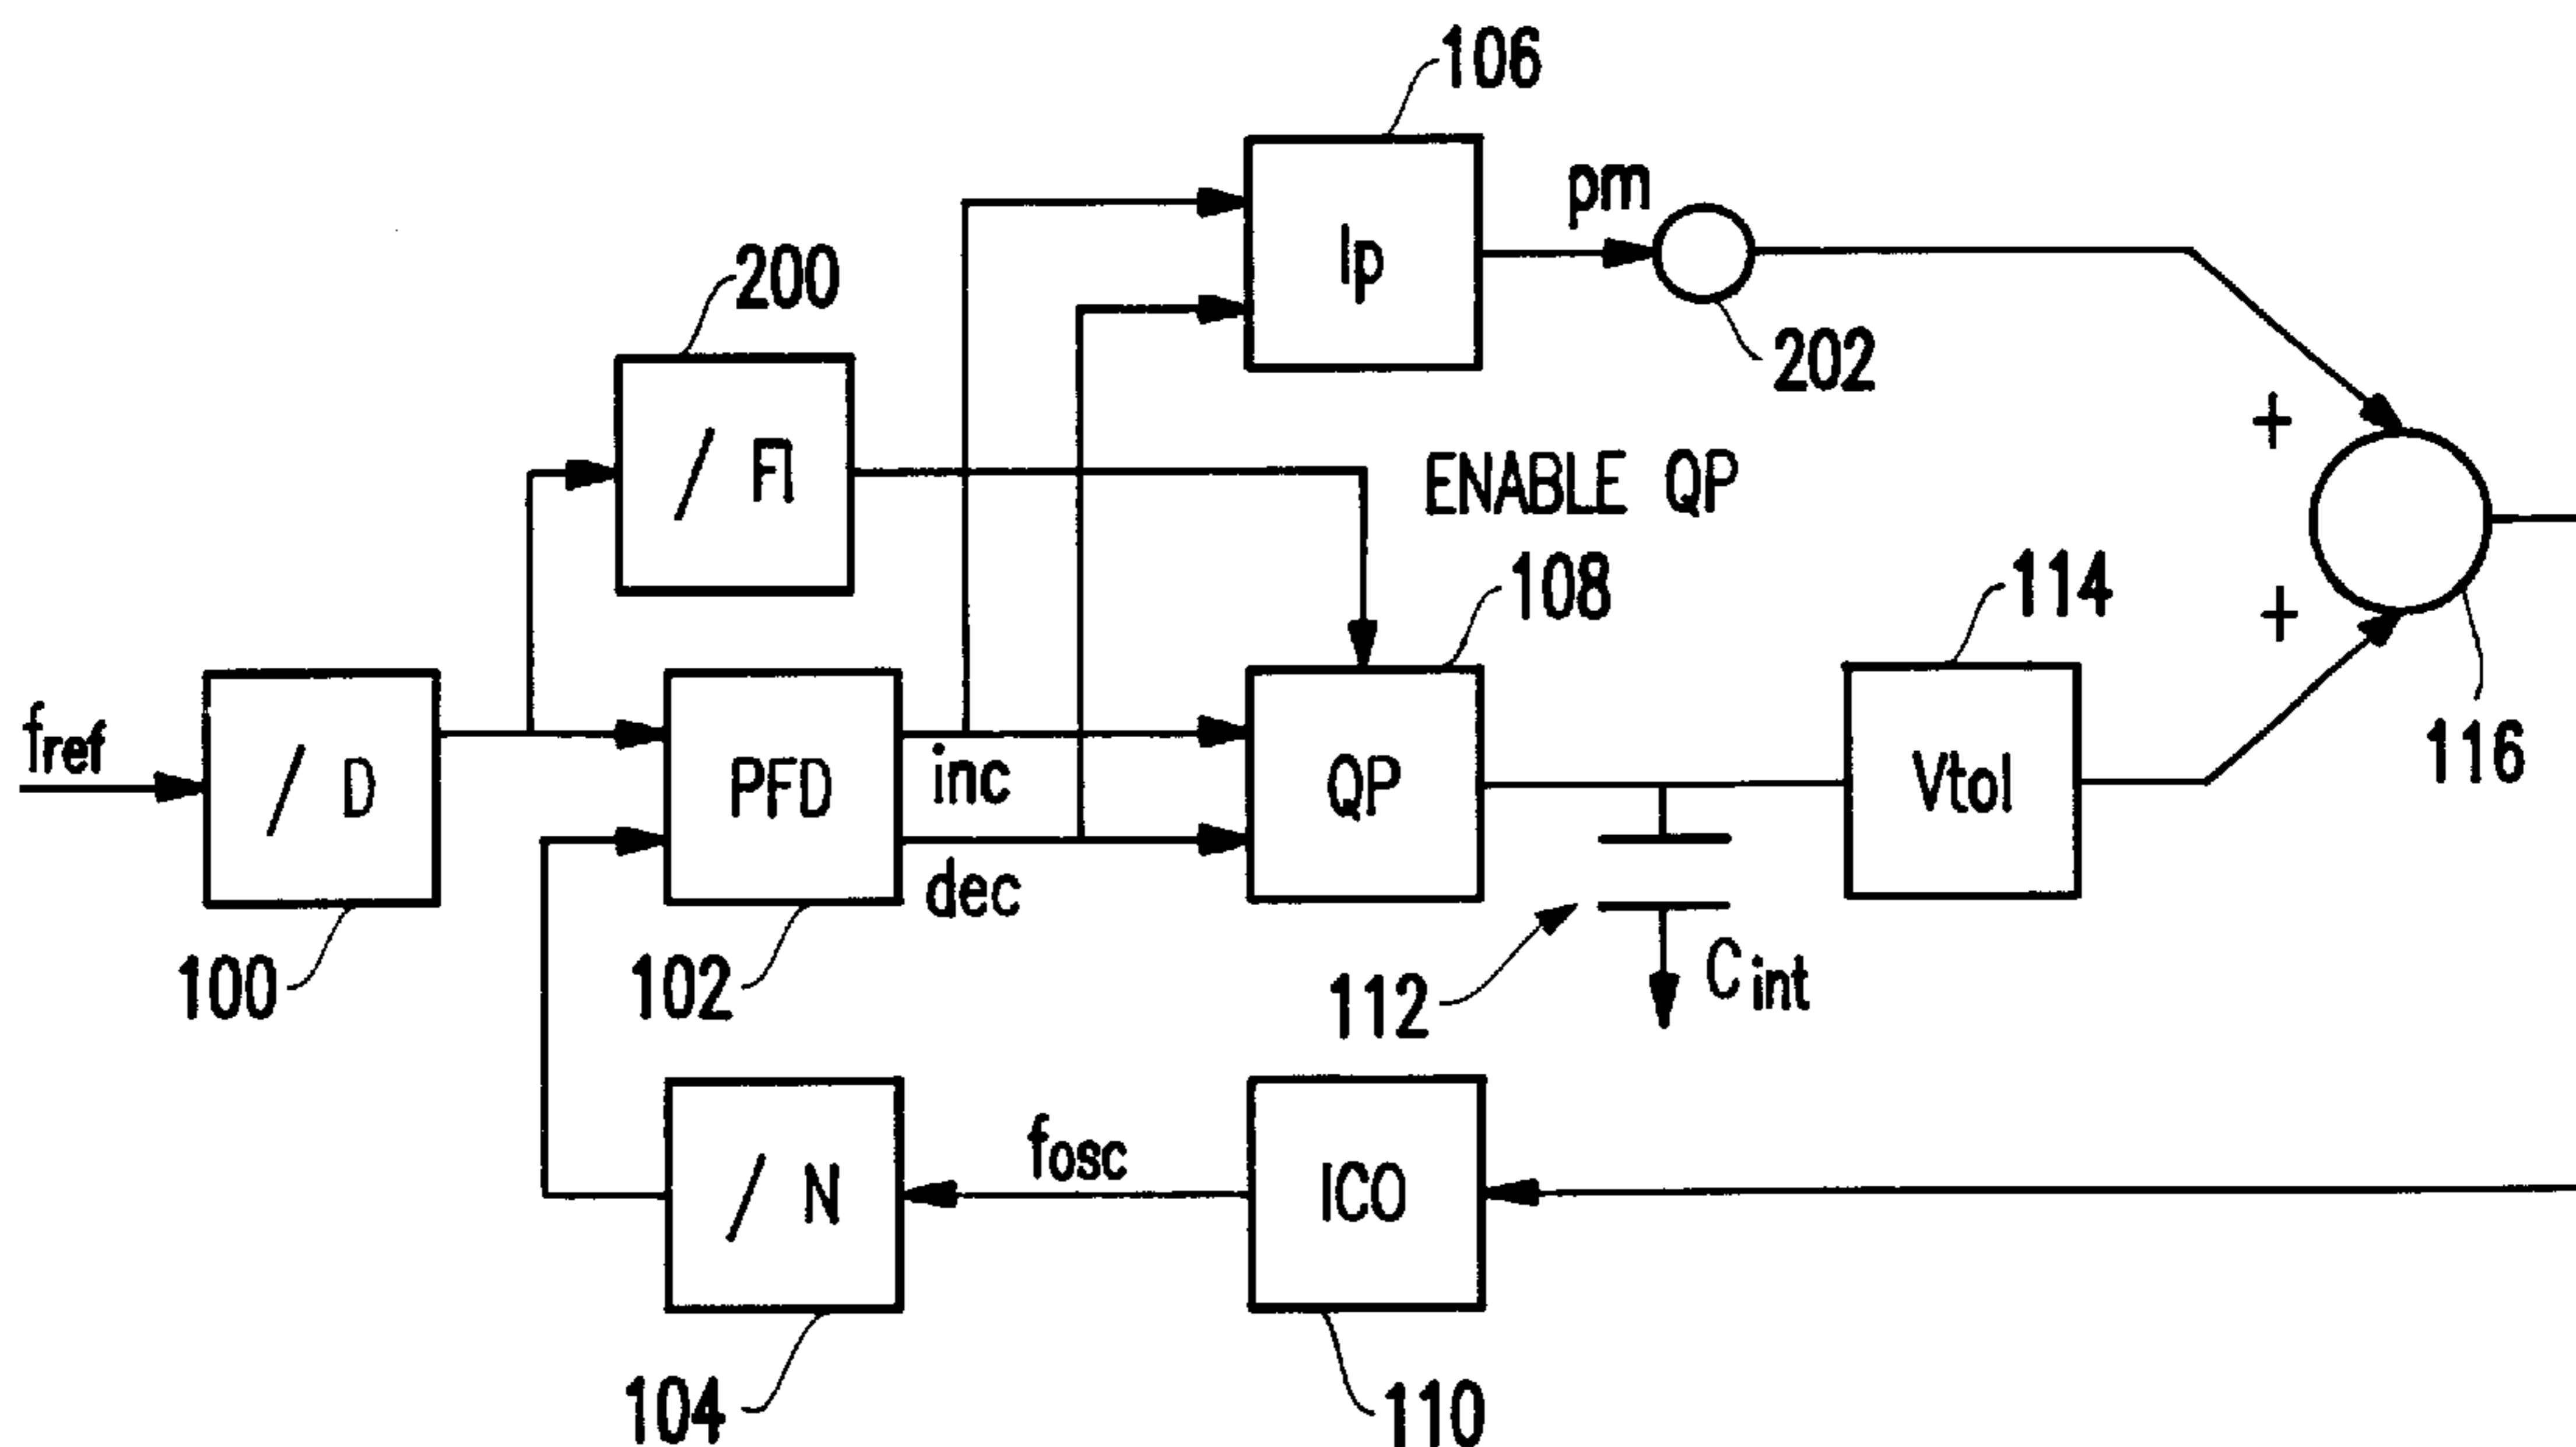 106
pm
Ip
200
202
/ FI
+
ENABLE QP
108
114
+
fref
/ D
PFD
inc
QP
Vtol
116
dec
100
102
112
Cint
fosc
/ N
ICO
104
110